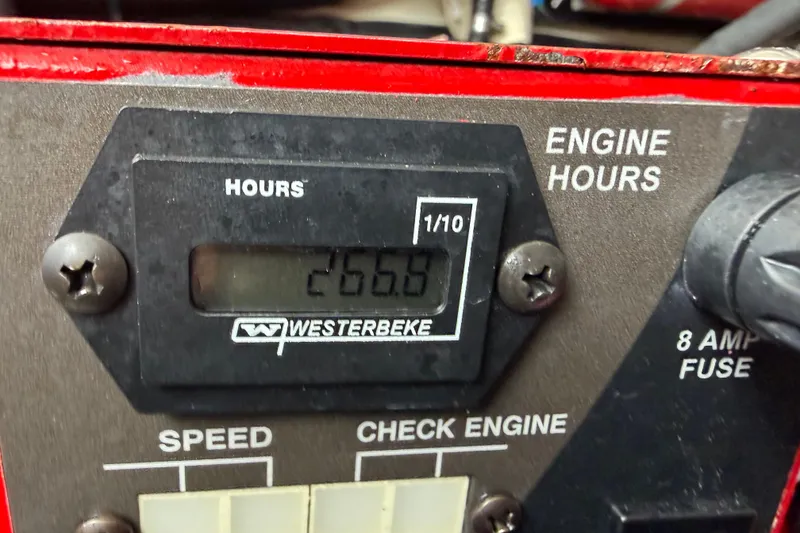 ENGINE
HOURS
HOURS
1/10
266.8
WESTERBEKE
8 AMP
FUSE
SPEED
CHECK ENGINE